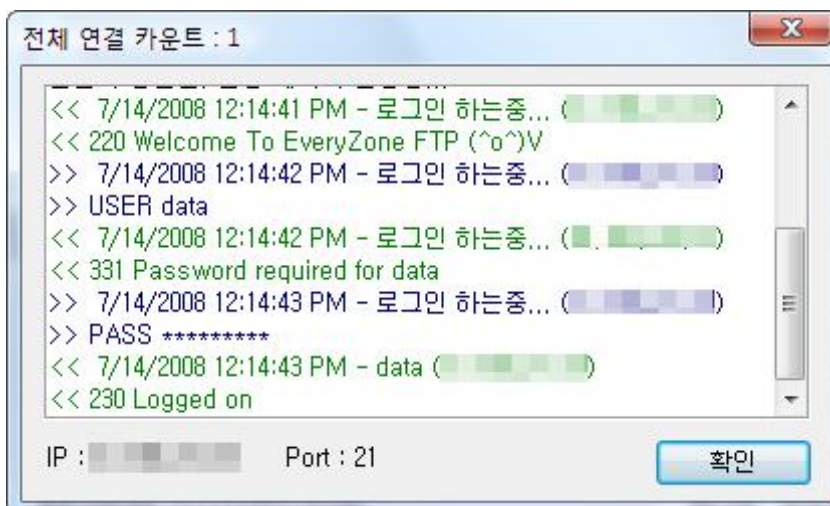 전체 연결 카운트 : 1
<< 7/14/2008 12:14:41 PM - 로그인 하는중... ( )
<< 220 Welcome To EveryZone FTP (^o^)V
>> 7/14/2008 12:14:42 PM - 로그인 하는중... ( )
>> USER data
<< 7/14/2008 12:14:42 PM - 로그인 하는중... ( )
<< 331 Password required for data
>> 7/14/2008 12:14:43 PM - 로그인 하는중... ( )
>> PASS *********
<< 7/14/2008 12:14:43 PM - data ( )
<< 230 Logged on
IP : Port : 21
확인